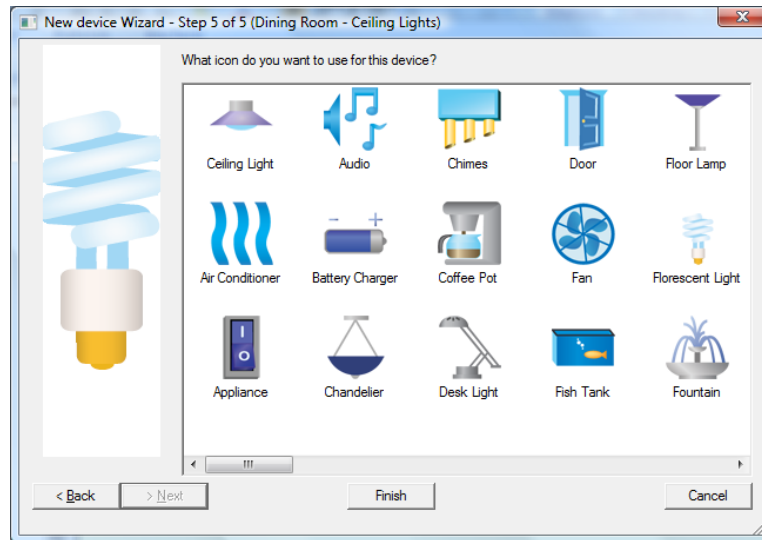 New device Wizard - Step 5 of 5 (Dining Room - Ceiling Lights)
What icon do you want to use for this device?
Ceiling Light Audio Chimes Door Floor Lamp
- +
Air Conditioner Battery Charger Coffee Pot Fan Florescent Light
I
O
Appliance Chandelier Desk Light Fish Tank Fountain
< Back > Next Finish Cancel